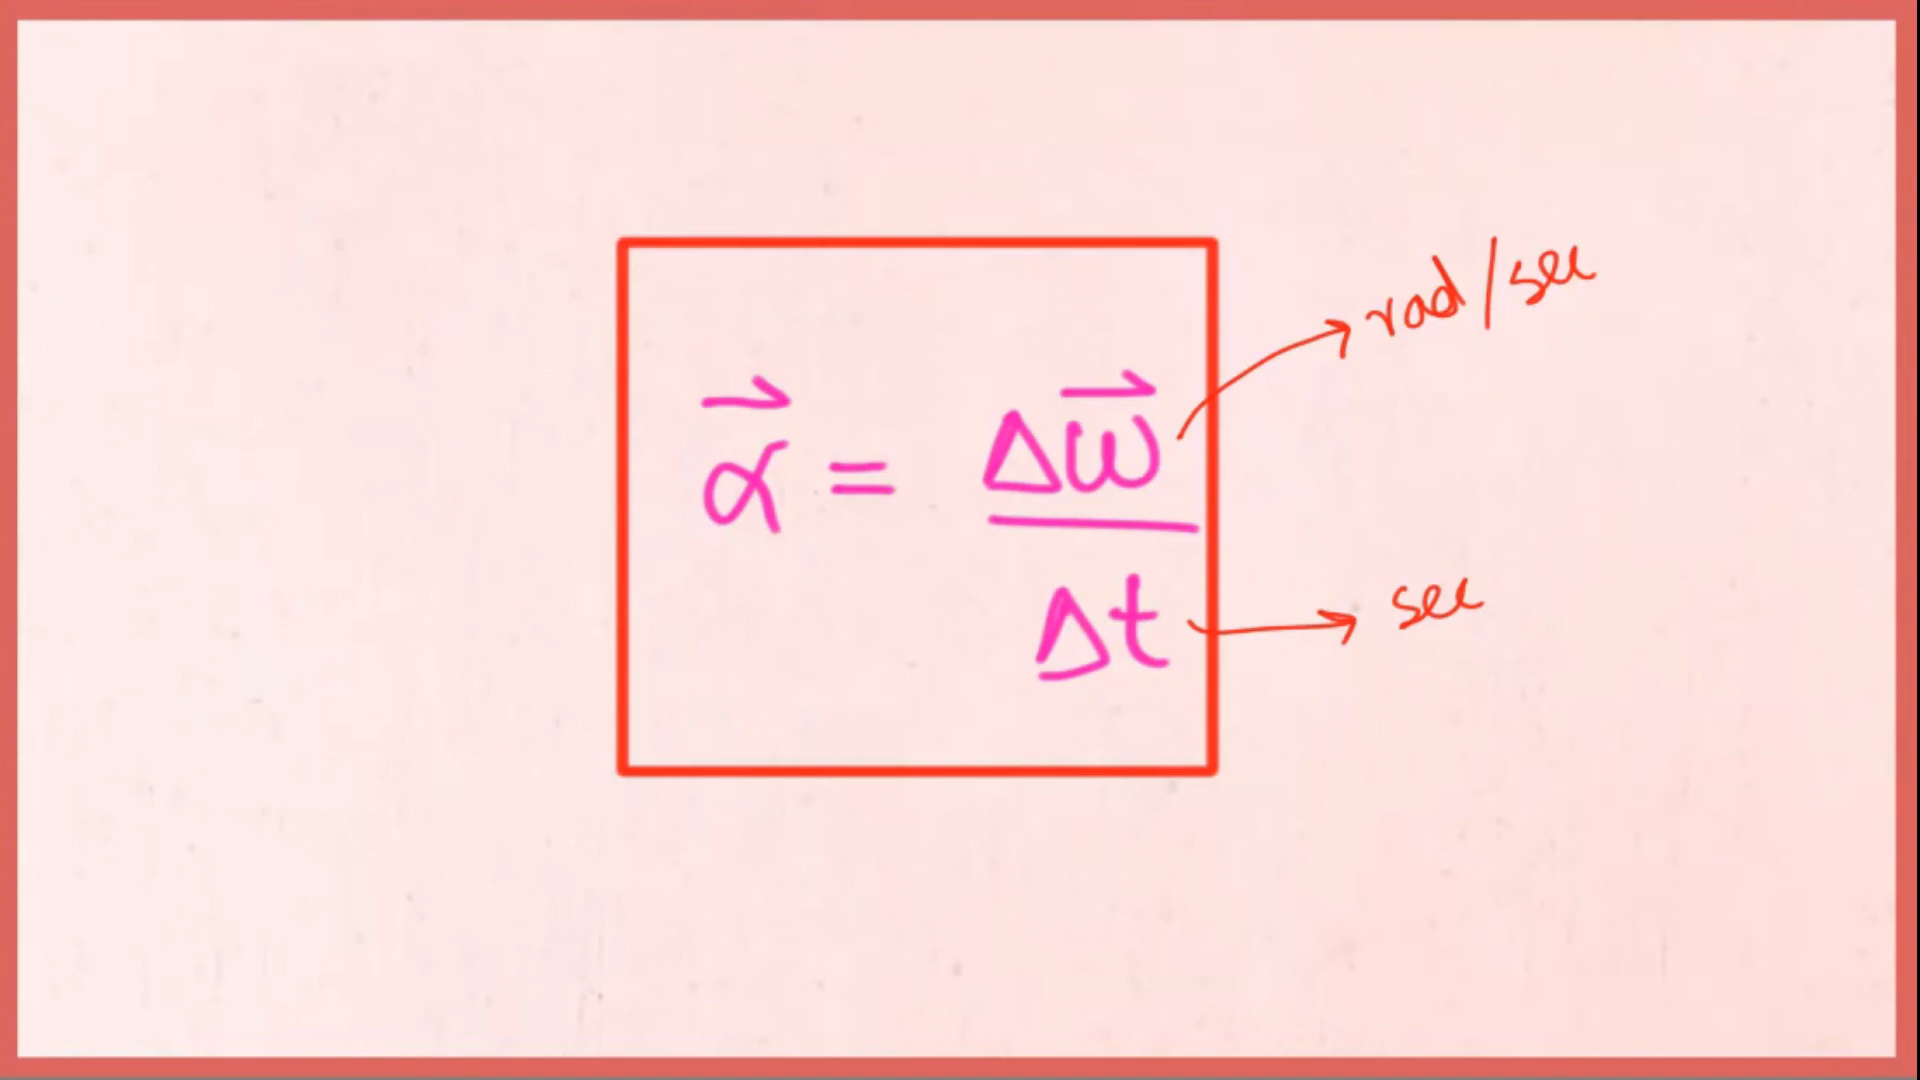 rad/sec
α⃗ = Δω⃗ / Δt
sec